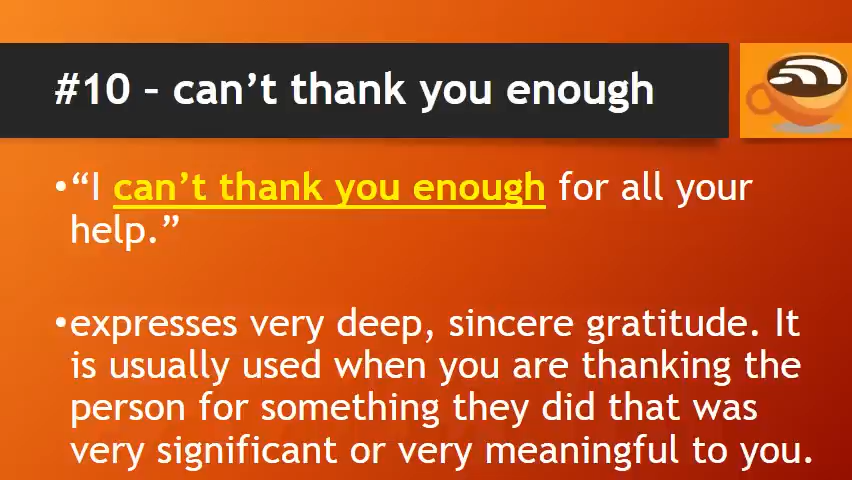 #10 – can’t thank you enough
•“I can’t thank you enough for all your
help.”
•expresses very deep, sincere gratitude. It
is usually used when you are thanking the
person for something they did that was
very significant or very meaningful to you.